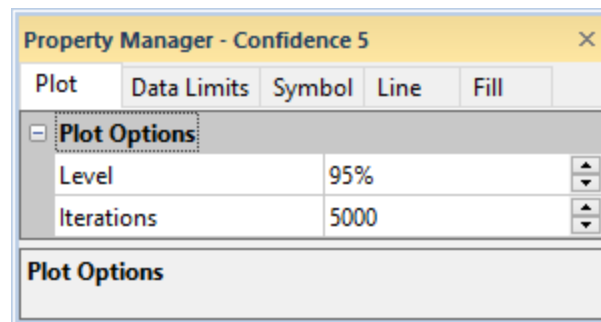 Property Manager - Confidence 5
Plot Data Limits Symbol Line Fill
Plot Options
Level 95%
Iterations 5000
Plot Options